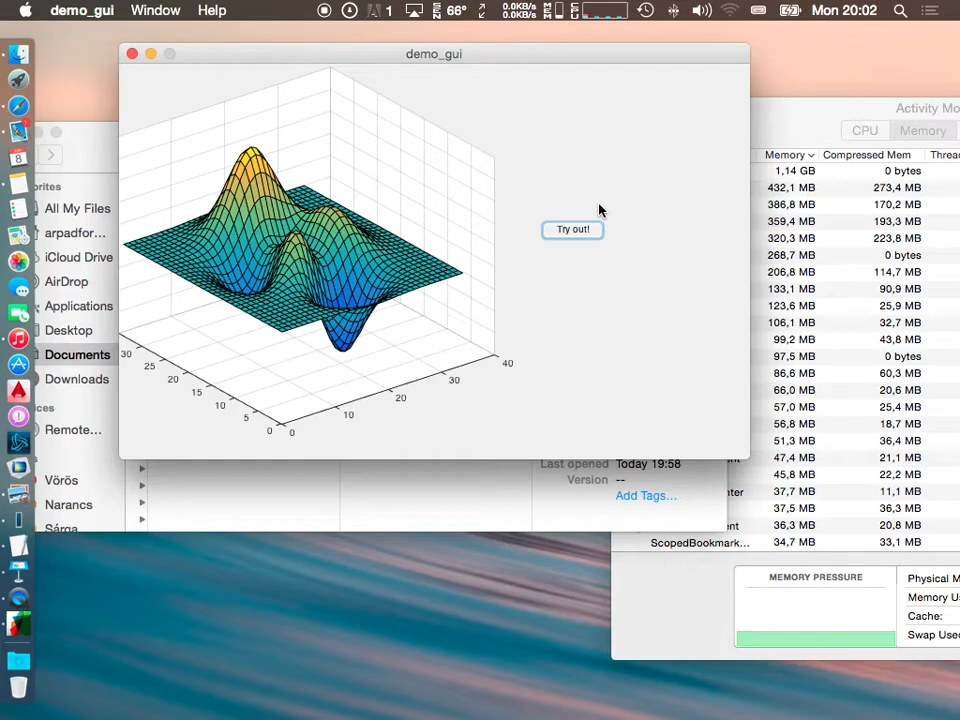 demo_gui Window Help 1 66° 0.0KB/s 0.0KB/s Mon 20:02
demo_gui
Try out!
30
25
20
15
10
5
0
0
10
20
30
40
8
All My Files
arpadfor...
iCloud Drive
AirDrop
Applications
Desktop
Documents
Downloads
Remote...
Vörös
Narancs
Sárga
Last opened Today 19:58
Version --
Add Tags...
Activity Mo
CPU Memory
Memory Compressed Mem Threa
1,14 GB 0 bytes
432,1 MB 273,4 MB
386,8 MB 170,2 MB
359,4 MB 193,3 MB
320,3 MB 223,8 MB
268,7 MB 0 bytes
206,8 MB 114,7 MB
133,1 MB 90,9 MB
123,6 MB 25,9 MB
106,1 MB 32,7 MB
99,2 MB 43,8 MB
97,5 MB 0 bytes
86,6 MB 60,3 MB
66,0 MB 20,6 MB
57,0 MB 25,4 MB
56,8 MB 18,7 MB
51,3 MB 36,4 MB
47,4 MB 21,1 MB
45,8 MB 22,2 MB
37,7 MB 11,1 MB
37,5 MB 36,3 MB
36,3 MB 20,8 MB
ScopedBookmark... 34,7 MB 33,1 MB
MEMORY PRESSURE
Physical M
Memory Us
Cache:
Swap Used